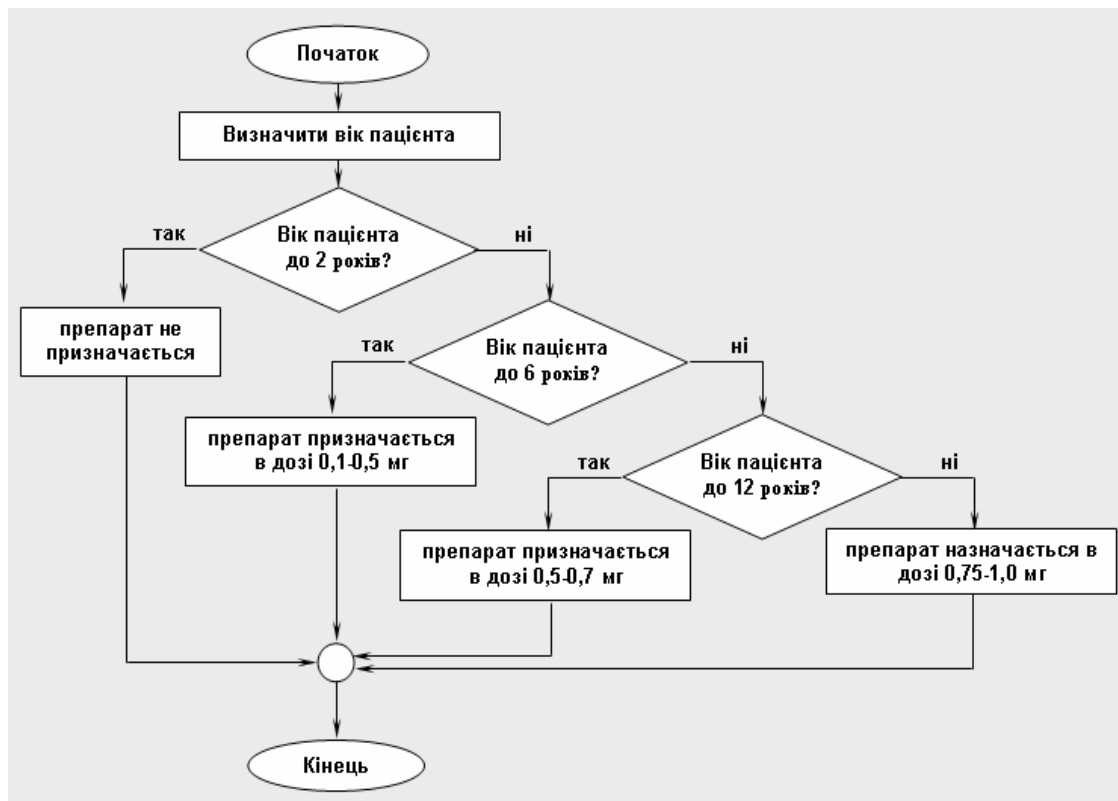 Початок
Визначити вік пацієнта
Вік пацієнта
до 2 років?
так
ні
препарат не
призначається
Вік пацієнта
до 6 років?
так
ні
препарат призначається
в дозі 0,1-0,5 мг
Вік пацієнта
до 12 років?
так
ні
препарат призначається
в дозі 0,5-0,7 мг
препарат назначається в
дозі 0,75-1,0 мг
Кінець